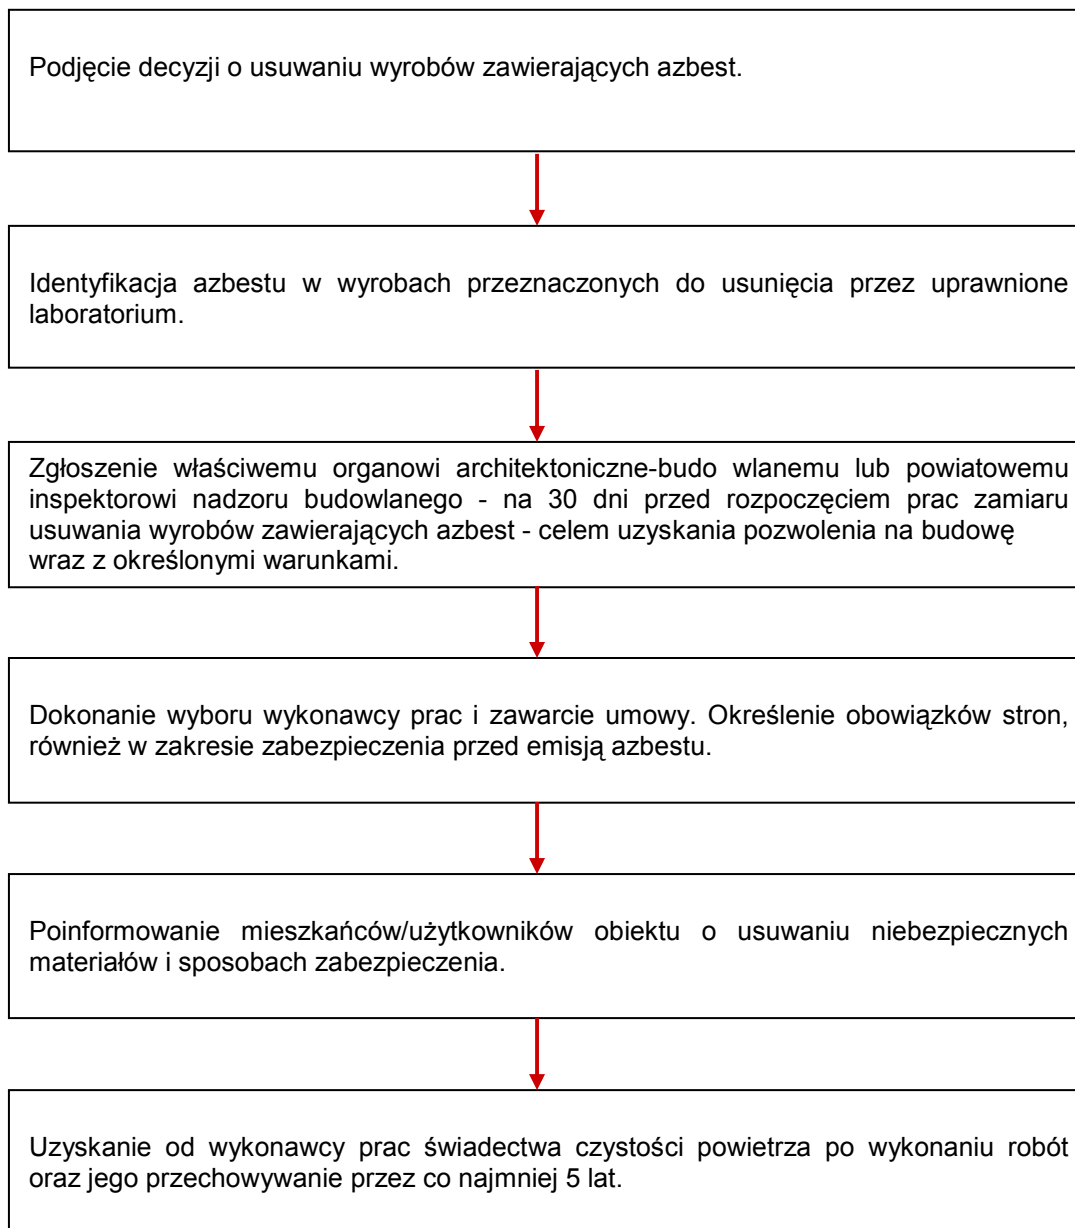 Podjęcie decyzji o usuwaniu wyrobów zawierających azbest.
Identyfikacja azbestu w wyrobach przeznaczonych do usunięcia przez uprawnione
laboratorium.
Zgłoszenie właściwemu organowi architektoniczne-budo wlanemu lub powiatowemu
inspektorowi nadzoru budowlanego - na 30 dni przed rozpoczęciem prac zamiaru
usuwania wyrobów zawierających azbest - celem uzyskania pozwolenia na budowę
wraz z określonymi warunkami.
Dokonanie wyboru wykonawcy prac i zawarcie umowy. Określenie obowiązków stron,
również w zakresie zabezpieczenia przed emisją azbestu.
Poinformowanie mieszkańców/użytkowników obiektu o usuwaniu niebezpiecznych
materiałów i sposobach zabezpieczenia.
Uzyskanie od wykonawcy prac świadectwa czystości powietrza po wykonaniu robót
oraz jego przechowywanie przez co najmniej 5 lat.